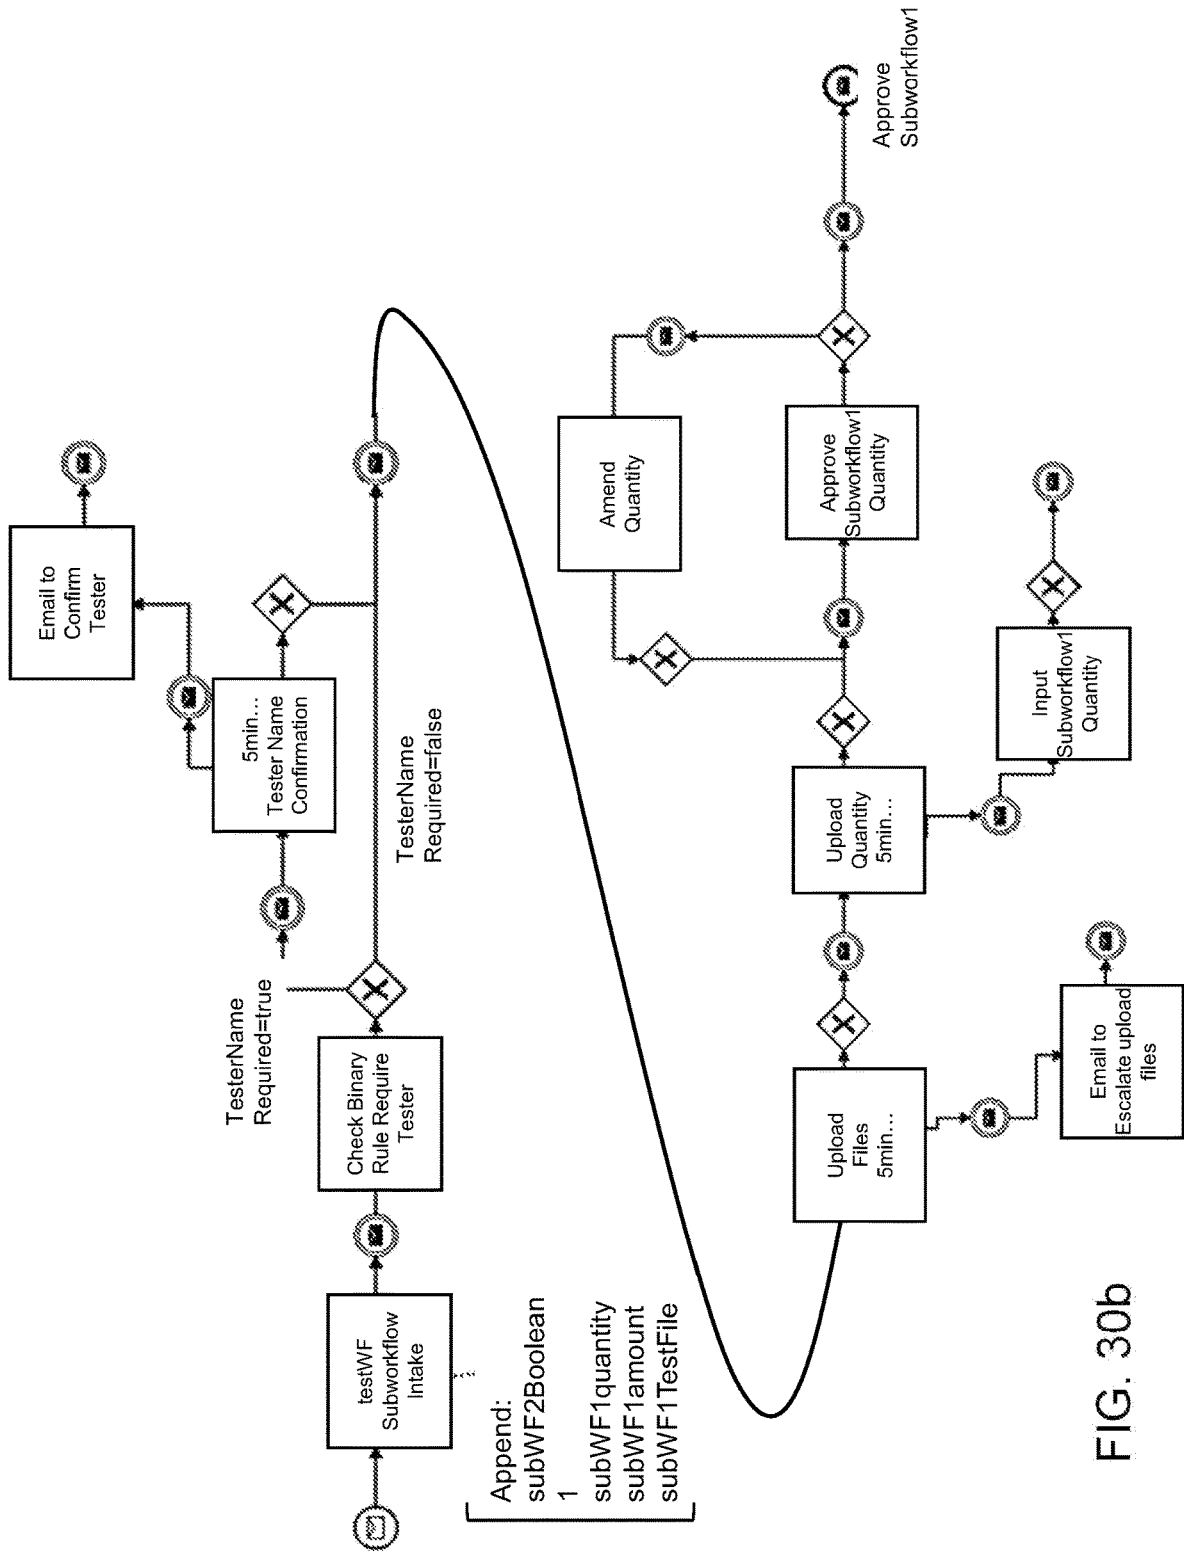 Email to
Confirm
Tester
5min...
Tester Name
Confirmation
TesterName
Required=true
TesterName
Required=false
testWF
Subworkflow
Intake
Check Binary
Rule Require
Tester
Append:
subWF2Boolean
1
subWF1quantity
subWF1amount
subWF1TestFile
Amend
Quantity
Approve
Subworkflow1
Quantity
Approve
Subworkflow1
Upload
Files
5min...
Upload
Quantity
5min...
Input
Subworkflow1
Quantity
Email to
Escalate upload
files
FIG. 30b